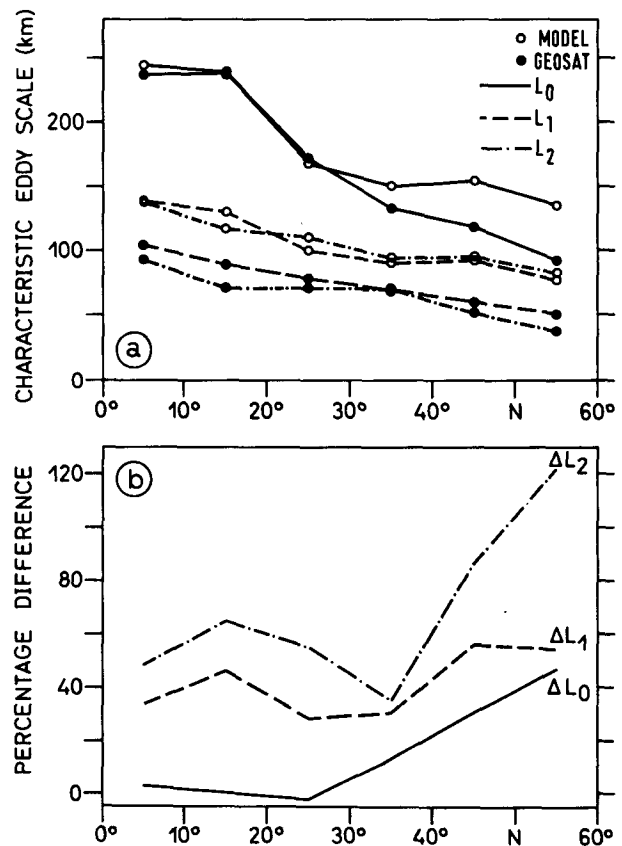 CHARACTERISTIC EDDY SCALE (km)
MODEL
GEOSAT
L0
L1
L2
200
100
0
a
0° 10° 20° 30° 40° N 60°
PERCENTAGE DIFFERENCE
b
120
80
40
0
ΔL2
ΔL1
ΔL0
0° 10° 20° 30° 40° N 60°